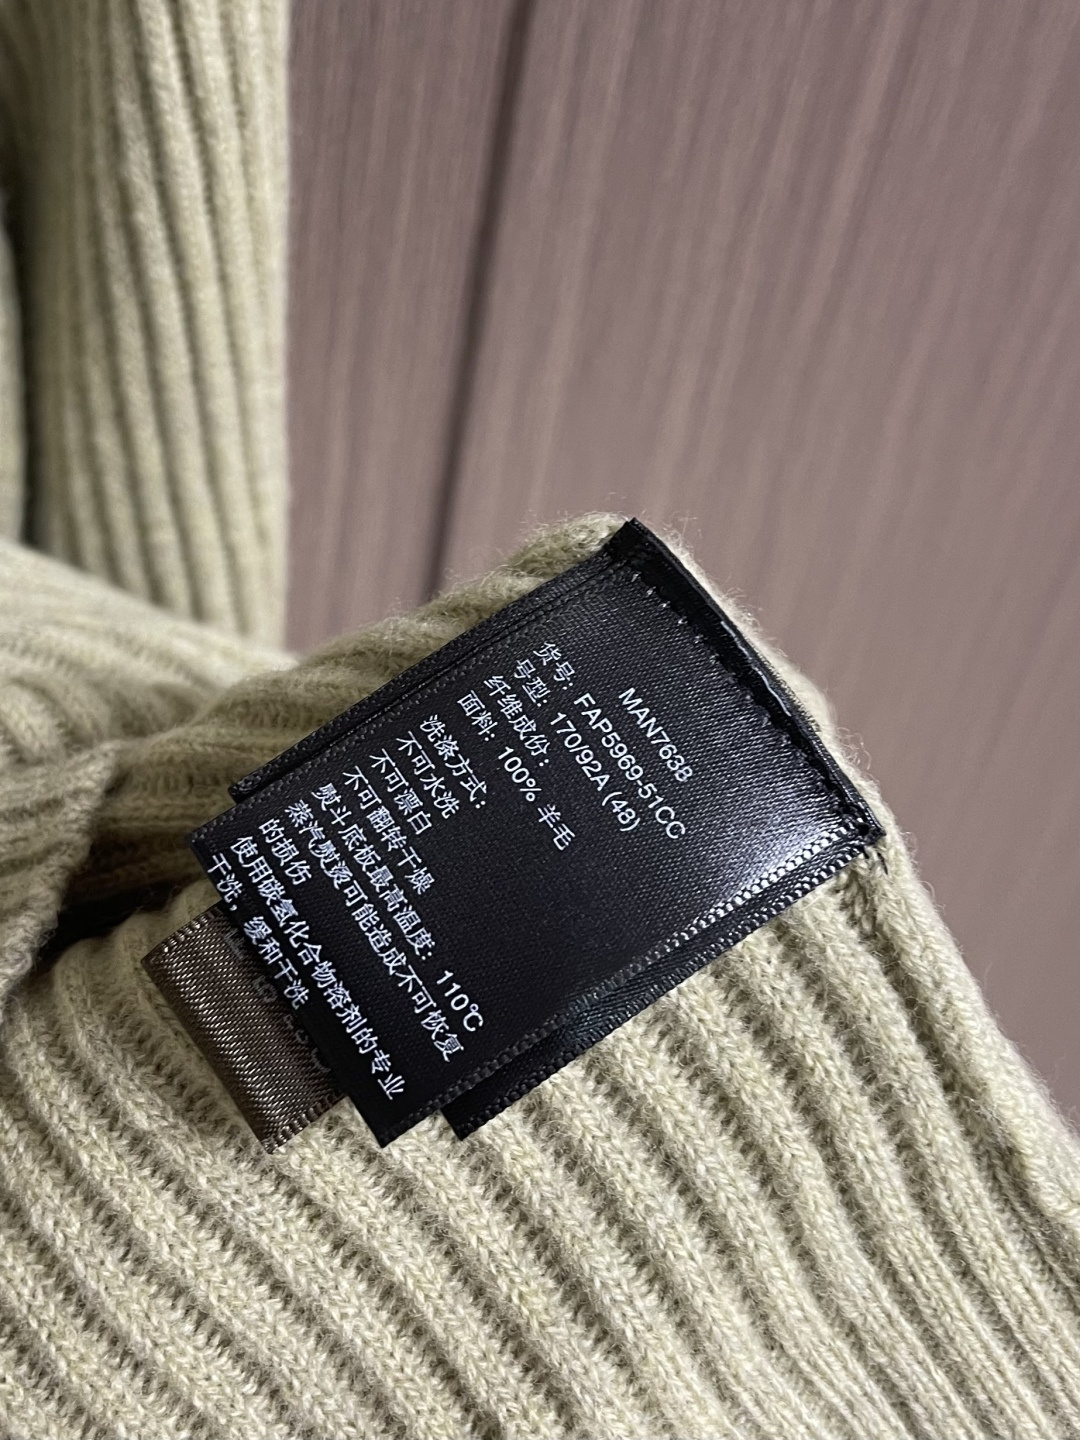 MAN7638
货号: FAP5969-51CC
号型: 170/92A (48)
纤维成份:
面料: 100% 羊毛
洗涤方式:
不可水洗
不可漂白
不可翻转干燥
熨斗底板最高温度: 110℃
蒸汽熨烫可能造成不可恢复
的损伤
使用碳氢化合物溶剂的专业
干洗, 缓和干洗